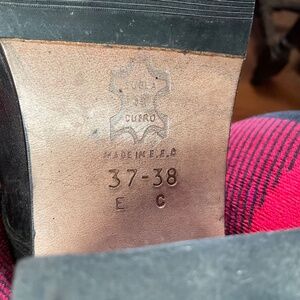 SUELA
DE
CUERO
MADE IN E.E.C
37-38
E C